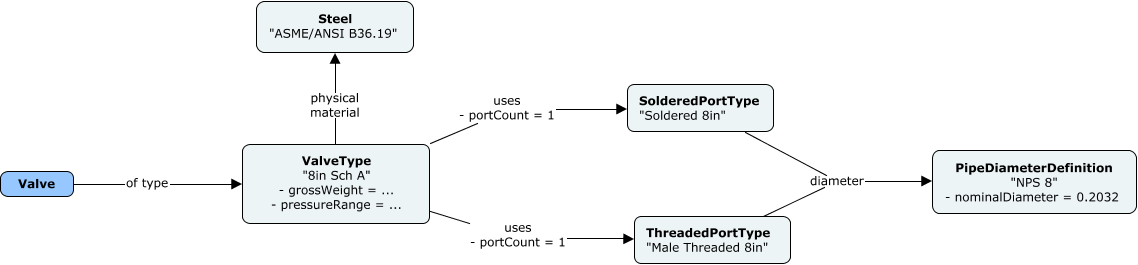 Steel
"ASME/ANSI B36.19"
physical
material
uses
- portCount = 1
SolderedPortType
"Soldered 8in"
Valve
of type
ValveType
"8in Sch A"
- grossWeight = ...
- pressureRange = ...
diameter
PipeDiameterDefinition
"NPS 8"
- nominalDiameter = 0.2032
uses
- portCount = 1
ThreadedPortType
"Male Threaded 8in"